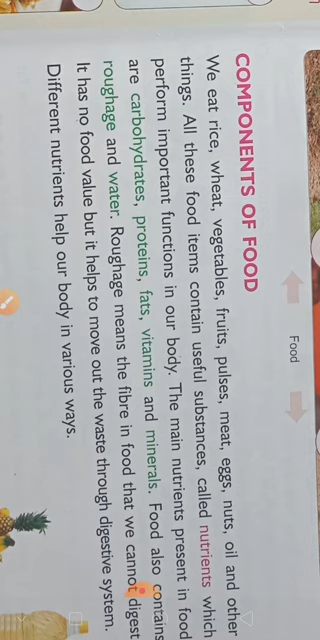 Food
COMPONENTS OF FOOD
We eat rice, wheat, vegetables, fruits, pulses, meat, eggs, nuts, oil and other
things. All these food items contain useful substances, called nutrients which
perform important functions in our body. The main nutrients present in food
are carbohydrates, proteins, fats, vitamins and minerals. Food also contains
roughage and water. Roughage means the fibre in food that we cannot digest
It has no food value but it helps to move out the waste through digestive system.
Different nutrients help our body in various ways.